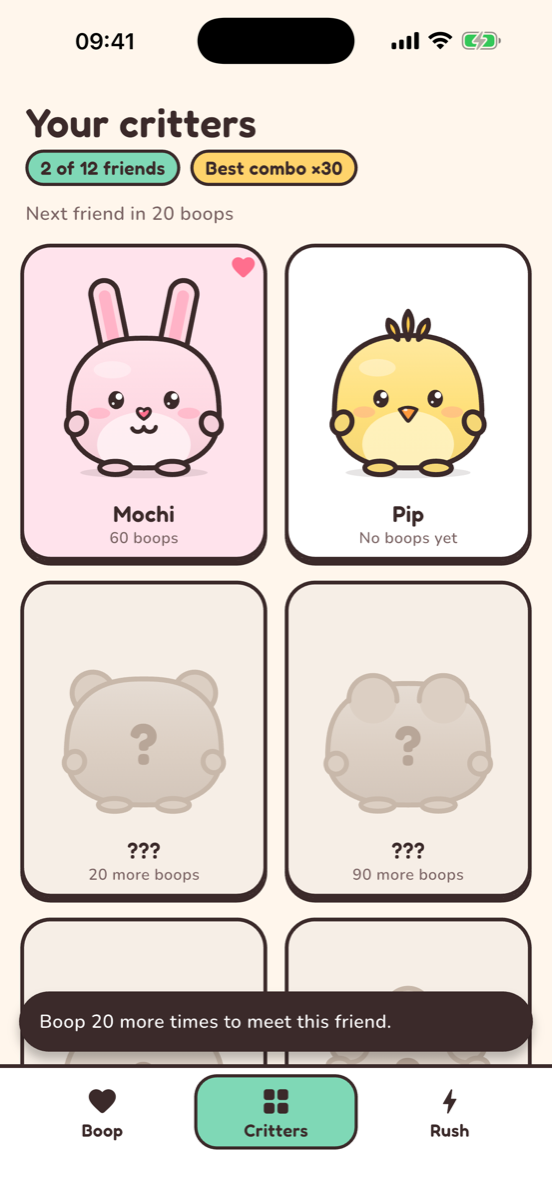 09:41
Your critters
2 of 12 friends
Best combo ×30
Next friend in 20 boops
Mochi
60 boops
Pip
No boops yet
?
?
???
20 more boops
???
90 more boops
Boop 20 more times to meet this friend.
Boop
Critters
Rush